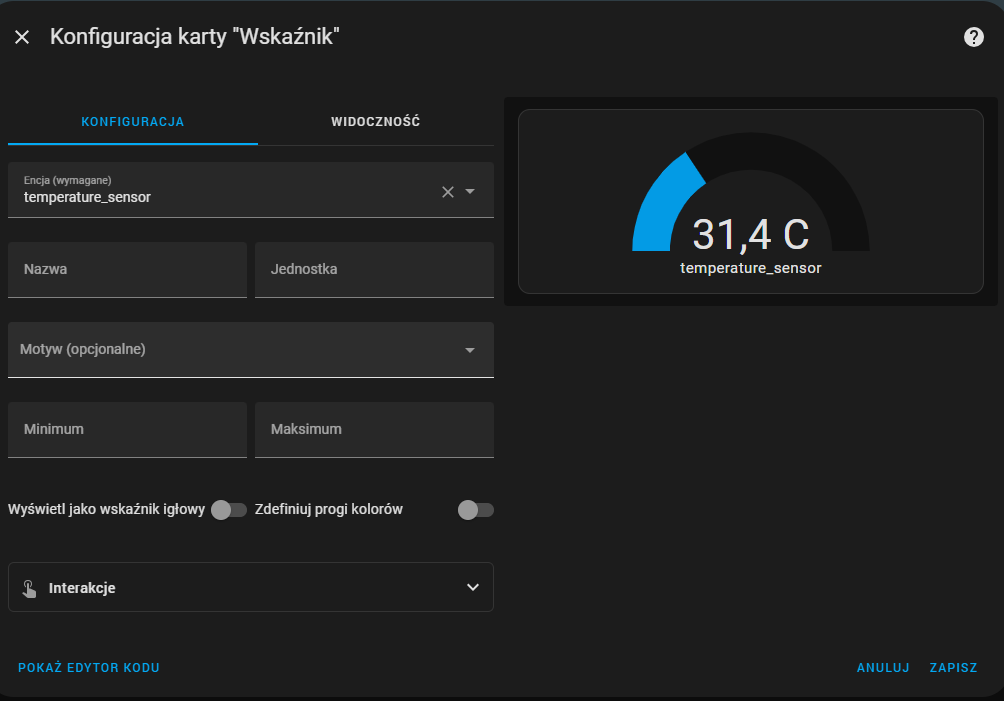 Konfiguracja karty "Wskaźnik"
KONFIGURACJA
WIDOCZNOŚĆ
Encja (wymagane)
temperature_sensor
Nazwa
Jednostka
Motyw (opcjonalne)
Minimum
Maksimum
Wyświetl jako wskaźnik igłowy
Zdefiniuj progi kolorów
Interakcje
31,4 C
temperature_sensor
POKAŻ EDYTOR KODU
ANULUJ
ZAPISZ